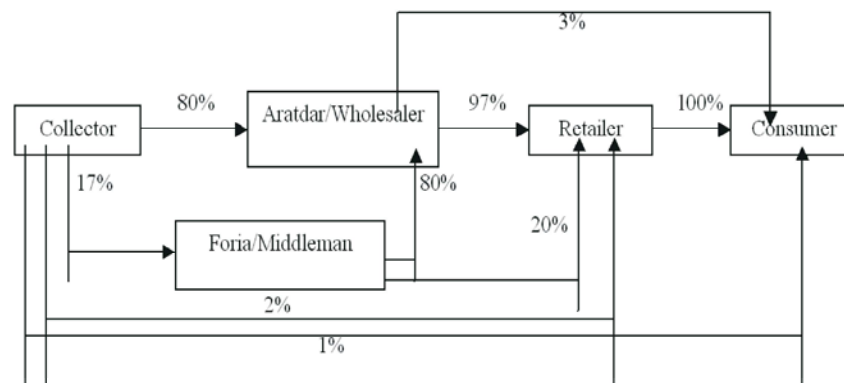 3%
80%
97%
100%
Collector
Aratdar/Wholesaler
Retailer
Consumer
17%
80%
20%
Foria/Middleman
2%
1%